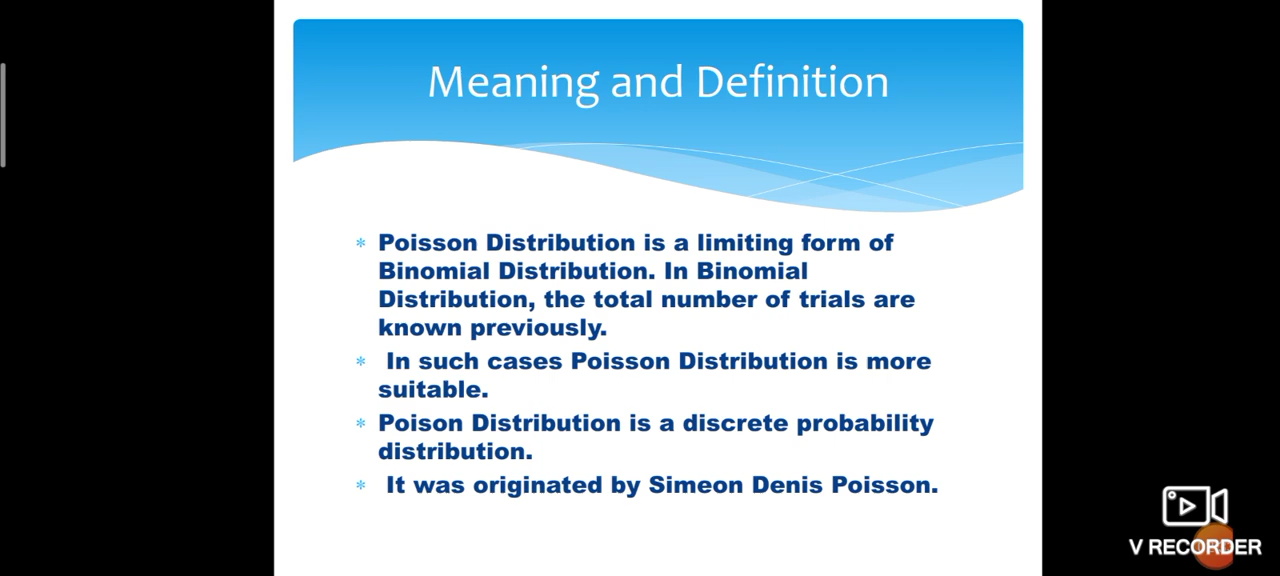 Meaning and Definition
* Poisson Distribution is a limiting form of
Binomial Distribution. In Binomial
Distribution, the total number of trials are
known previously.
* In such cases Poisson Distribution is more
suitable.
* Poison Distribution is a discrete probability
distribution.
* It was originated by Simeon Denis Poisson.
V RECORDER